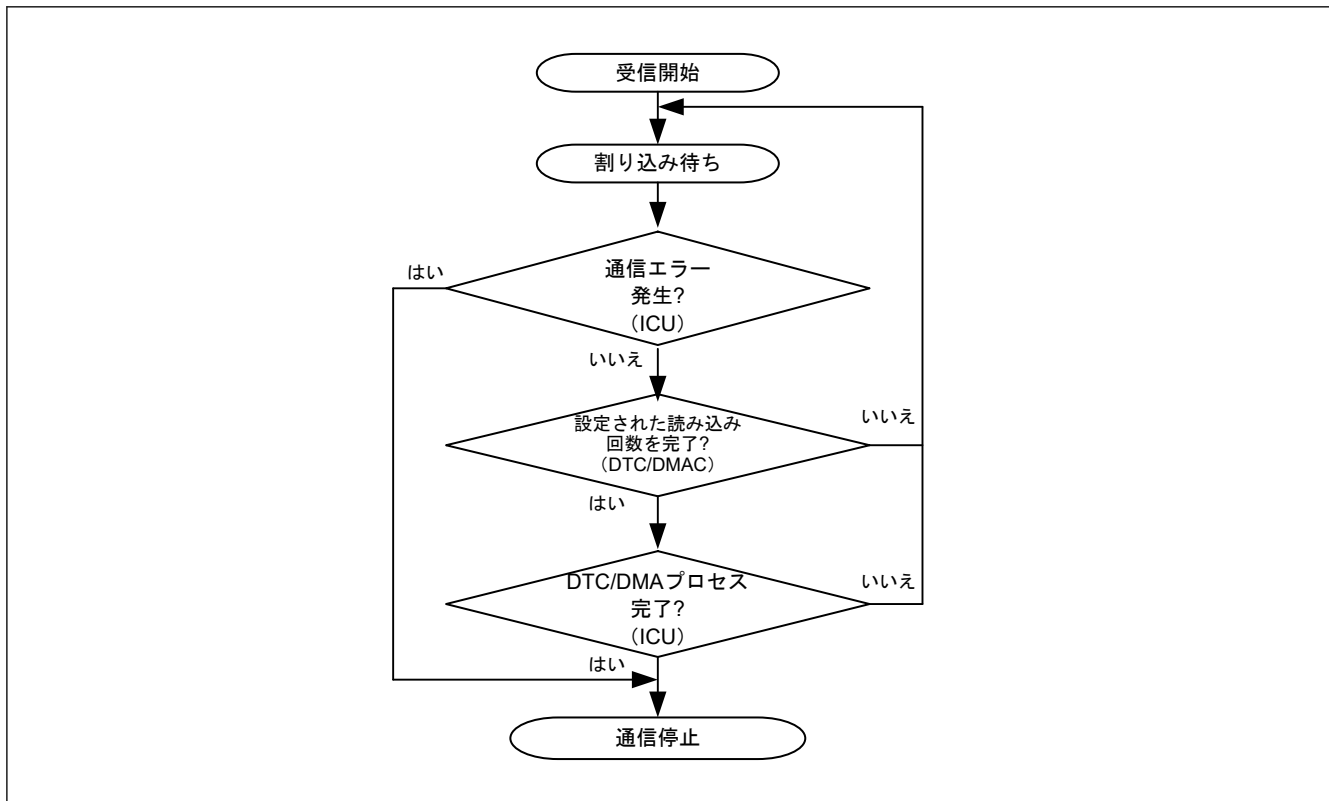 受信開始
割り込み待ち
はい
通信エラー
発生?
（ICU）
いいえ
設定された読み込み
回数を完了?
（DTC/DMAC）
いいえ
はい
DTC/DMAプロセス
完了?
（ICU）
いいえ
はい
通信停止